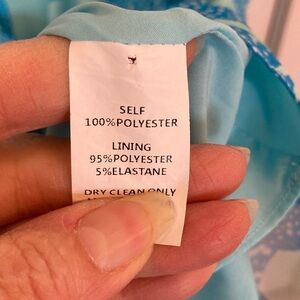 SELF
100%POLYESTER
LINING
95%POLYESTER
5%ELASTANE
DRY CLEAN ONLY